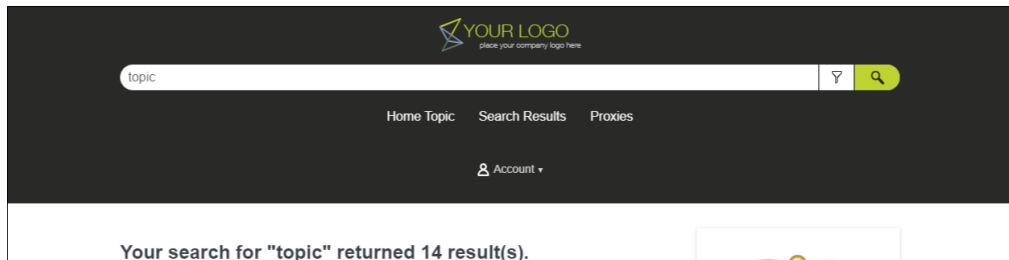 YOUR LOGO
place your company logo here
topic
Home Topic Search Results Proxies
Account ▾
Your search for "topic" returned 14 result(s).